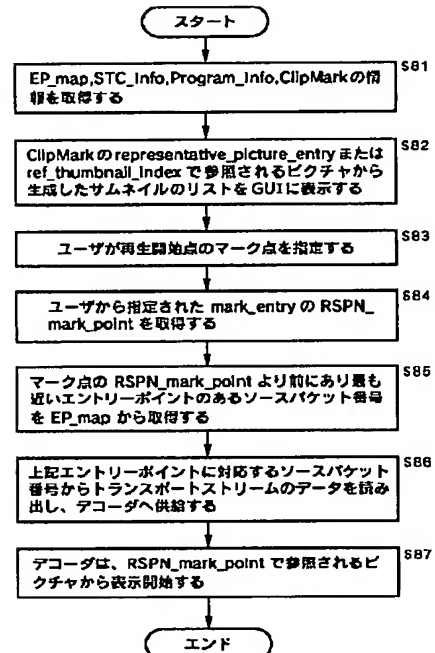 スタート
S81
EP_map,STC_Info,Program_Info,ClipMarkの情
報を取得する
S82
ClipMarkのrepresentative_picture_entryまたは
ref_thumbnail_indexで参照されるピクチャから
生成したサムネイルのリストをGUIに表示する
S83
ユーザが再生開始点のマーク点を指定する
S84
ユーザから指定された mark_entry の RSPN_
mark_point を取得する
S85
マーク点の RSPN_mark_point より前にあり最も
近いエントリーポイントのあるソースパケット番号
を EP_map から取得する
S86
上記エントリーポイントに対応するソースパケット
番号からトランスポートストリームのデータを読み
出し、デコーダへ供給する
S87
デコーダは、RSPN_mark_pointで参照されるピ
クチャから表示開始する
エンド